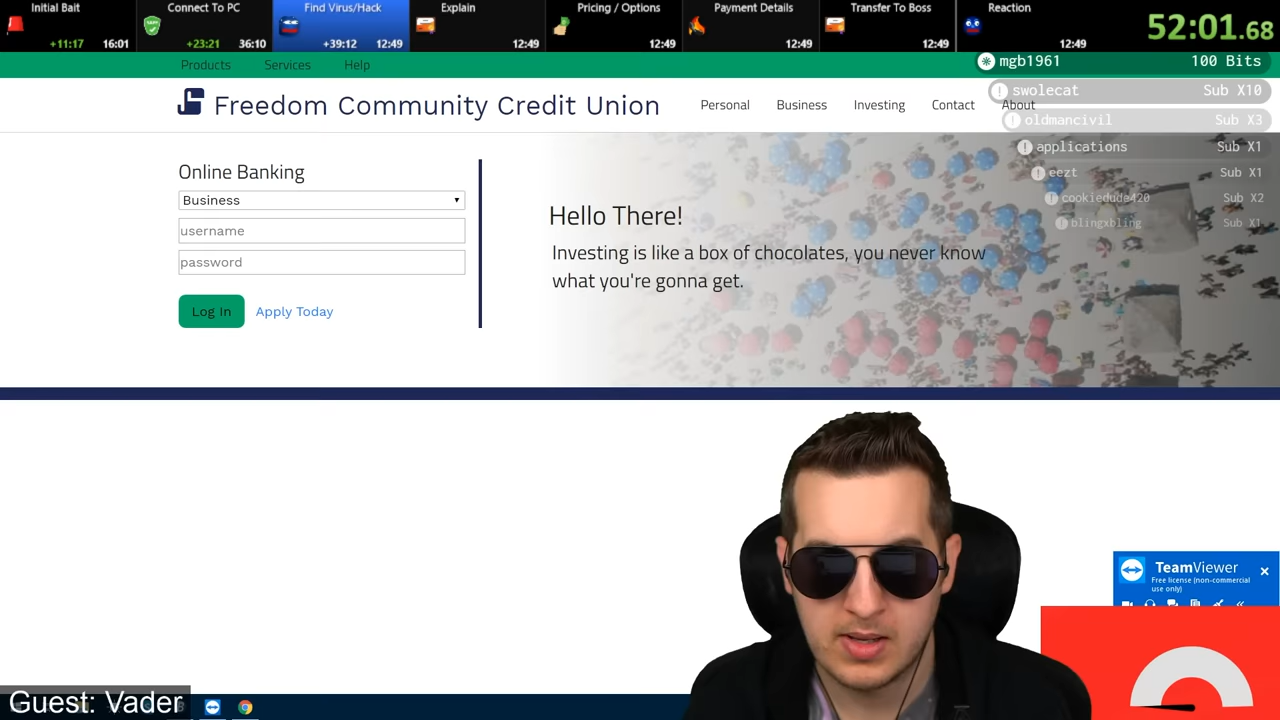 Initial Bait
+11:17 16:01
Connect To PC
+23:21 36:10
Find Virus/Hack
+39:12 12:49
Explain
12:49
Pricing / Options
12:49
Payment Details
12:49
Transfer To Boss
12:49
Reaction
12:49
52:01.68
Products Services Help
mgb1961 100 Bits
swolecat Sub X10
oldmancivil Sub X3
applications Sub X1
eezt Sub X1
cookiedude420 Sub X2
blingxbling Sub X1
Freedom Community Credit Union
Personal Business Investing Contact About
Online Banking
Business
username
password
Log In Apply Today
Hello There!
Investing is like a box of chocolates, you never know
what you're gonna get.
TeamViewer
Free license (non-commercial
use only)
Guest: Vader